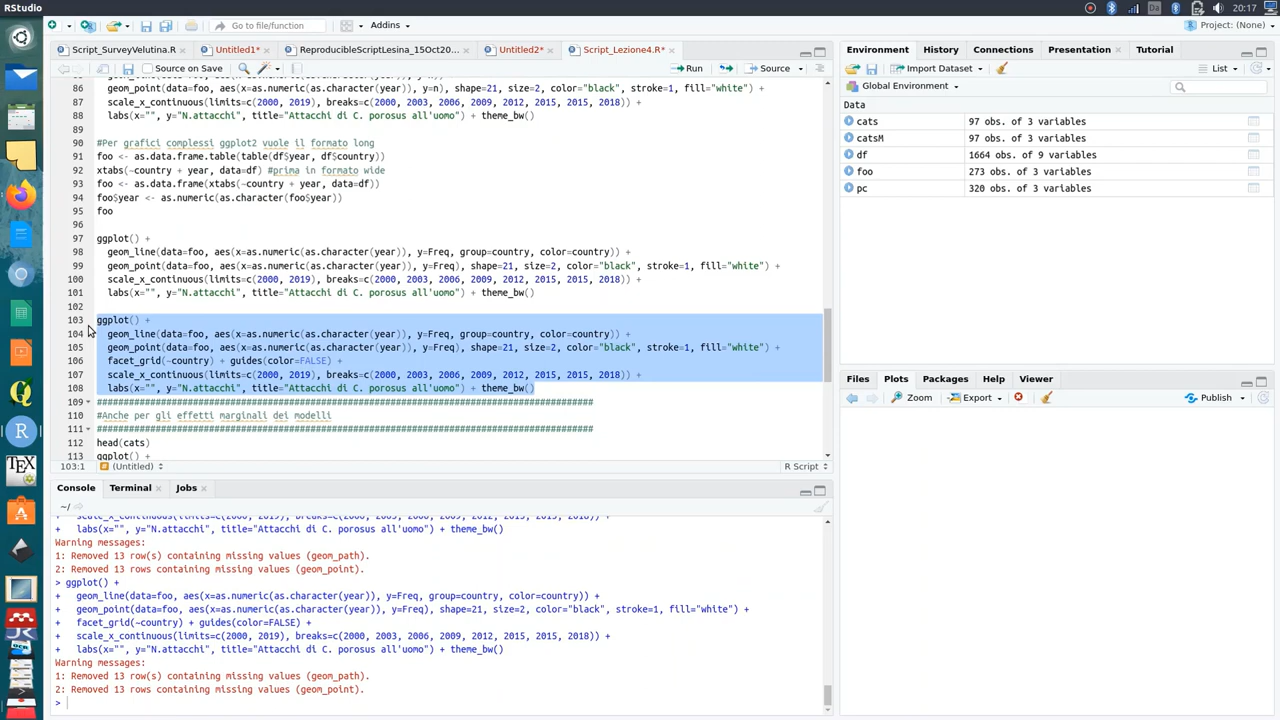 RStudio
Da
20:17
Go to file/function
Addins
Project: (None)
Script_SurveyVelutina.R
Untitled1*
ReproducibleScriptLesina_15Oct20...
Untitled2*
Script_Lezione4.R*
Source on Save
Run
Source
86 geom_point(data=foo, aes(x=as.numeric(as.character(year)), y=n), shape=21, size=2, color="black", stroke=1, fill="white") +
87 scale_x_continuous(limits=c(2000, 2019), breaks=c(2000, 2003, 2006, 2009, 2012, 2015, 2015, 2018)) +
88 labs(x="", y="N.attacchi", title="Attacchi di C. porosus all'uomo") + theme_bw()
89
90 #Per grafici complessi ggplot2 vuole il formato long
91 foo <- as.data.frame.table(table(df$year, df$country))
92 xtabs(~country + year, data=df) #prima in formato wide
93 foo <- as.data.frame(xtabs(~country + year, data=df))
94 foo$year <- as.numeric(as.character(foo$year))
95 foo
96
97 ggplot() +
98 geom_line(data=foo, aes(x=as.numeric(as.character(year)), y=Freq, group=country, color=country)) +
99 geom_point(data=foo, aes(x=as.numeric(as.character(year)), y=Freq), shape=21, size=2, color="black", stroke=1, fill="white") +
100 scale_x_continuous(limits=c(2000, 2019), breaks=c(2000, 2003, 2006, 2009, 2012, 2015, 2015, 2018)) +
101 labs(x="", y="N.attacchi", title="Attacchi di C. porosus all'uomo") + theme_bw()
102
103 ggplot() +
104 geom_line(data=foo, aes(x=as.numeric(as.character(year)), y=Freq, group=country, color=country)) +
105 geom_point(data=foo, aes(x=as.numeric(as.character(year)), y=Freq), shape=21, size=2, color="black", stroke=1, fill="white") +
106 facet_grid(~country) + guides(color=FALSE) +
107 scale_x_continuous(limits=c(2000, 2019), breaks=c(2000, 2003, 2006, 2009, 2012, 2015, 2015, 2018)) +
108 labs(x="", y="N.attacchi", title="Attacchi di C. porosus all'uomo") + theme_bw()
109 ############################################################################################
110 #Anche per gli effetti marginali dei modelli
111 ############################################################################################
112 head(cats)
113 ggplot() +
103:1 (Untitled) R Script
Console Terminal Jobs
~/
+ scale_x_continuous(limits=c(2000, 2019), breaks=c(2000, 2003, 2006, 2009, 2012, 2015, 2015, 2018)) +
+ labs(x="", y="N.attacchi", title="Attacchi di C. porosus all'uomo") + theme_bw()
Warning messages:
1: Removed 13 row(s) containing missing values (geom_path).
2: Removed 13 rows containing missing values (geom_point).
> ggplot() +
+ geom_line(data=foo, aes(x=as.numeric(as.character(year)), y=Freq, group=country, color=country)) +
+ geom_point(data=foo, aes(x=as.numeric(as.character(year)), y=Freq), shape=21, size=2, color="black", stroke=1, fill="white") +
+ facet_grid(~country) + guides(color=FALSE) +
+ scale_x_continuous(limits=c(2000, 2019), breaks=c(2000, 2003, 2006, 2009, 2012, 2015, 2015, 2018)) +
+ labs(x="", y="N.attacchi", title="Attacchi di C. porosus all'uomo") + theme_bw()
Warning messages:
1: Removed 13 row(s) containing missing values (geom_path).
2: Removed 13 rows containing missing values (geom_point).
>
Environment History Connections Presentation Tutorial
Import Dataset List
Global Environment
Data
cats 97 obs. of 3 variables
catsM 97 obs. of 3 variables
df 1664 obs. of 9 variables
foo 273 obs. of 3 variables
pc 320 obs. of 3 variables
Files Plots Packages Help Viewer
Zoom Export Publish
R
TEX